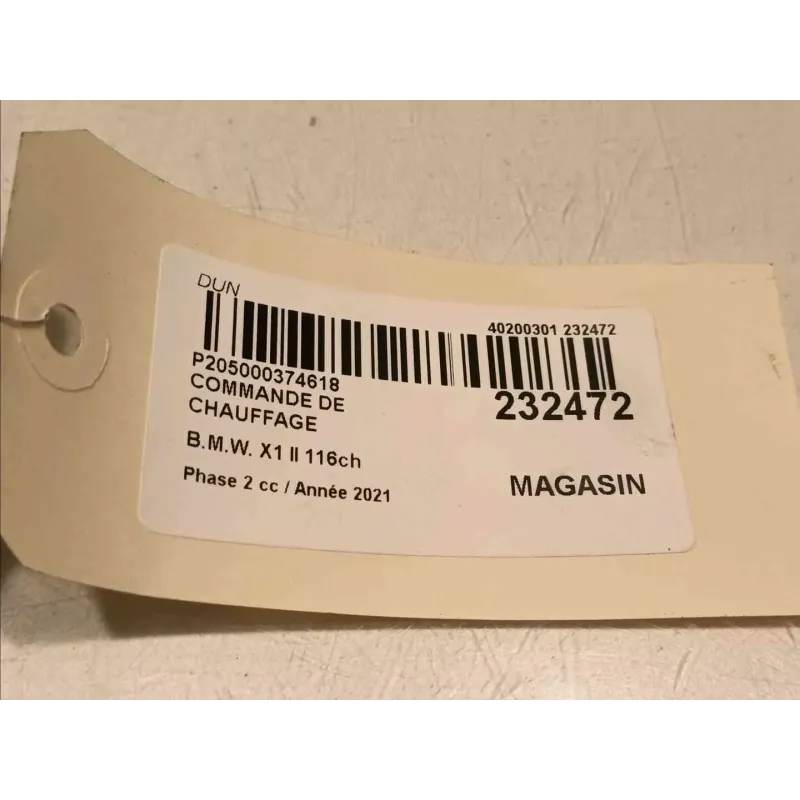 DUN
40200301 232472
P205000374618
232472
COMMANDE DE
CHAUFFAGE
B.M.W. X1 II 116ch
Phase 2 cc / Année 2021
MAGASIN